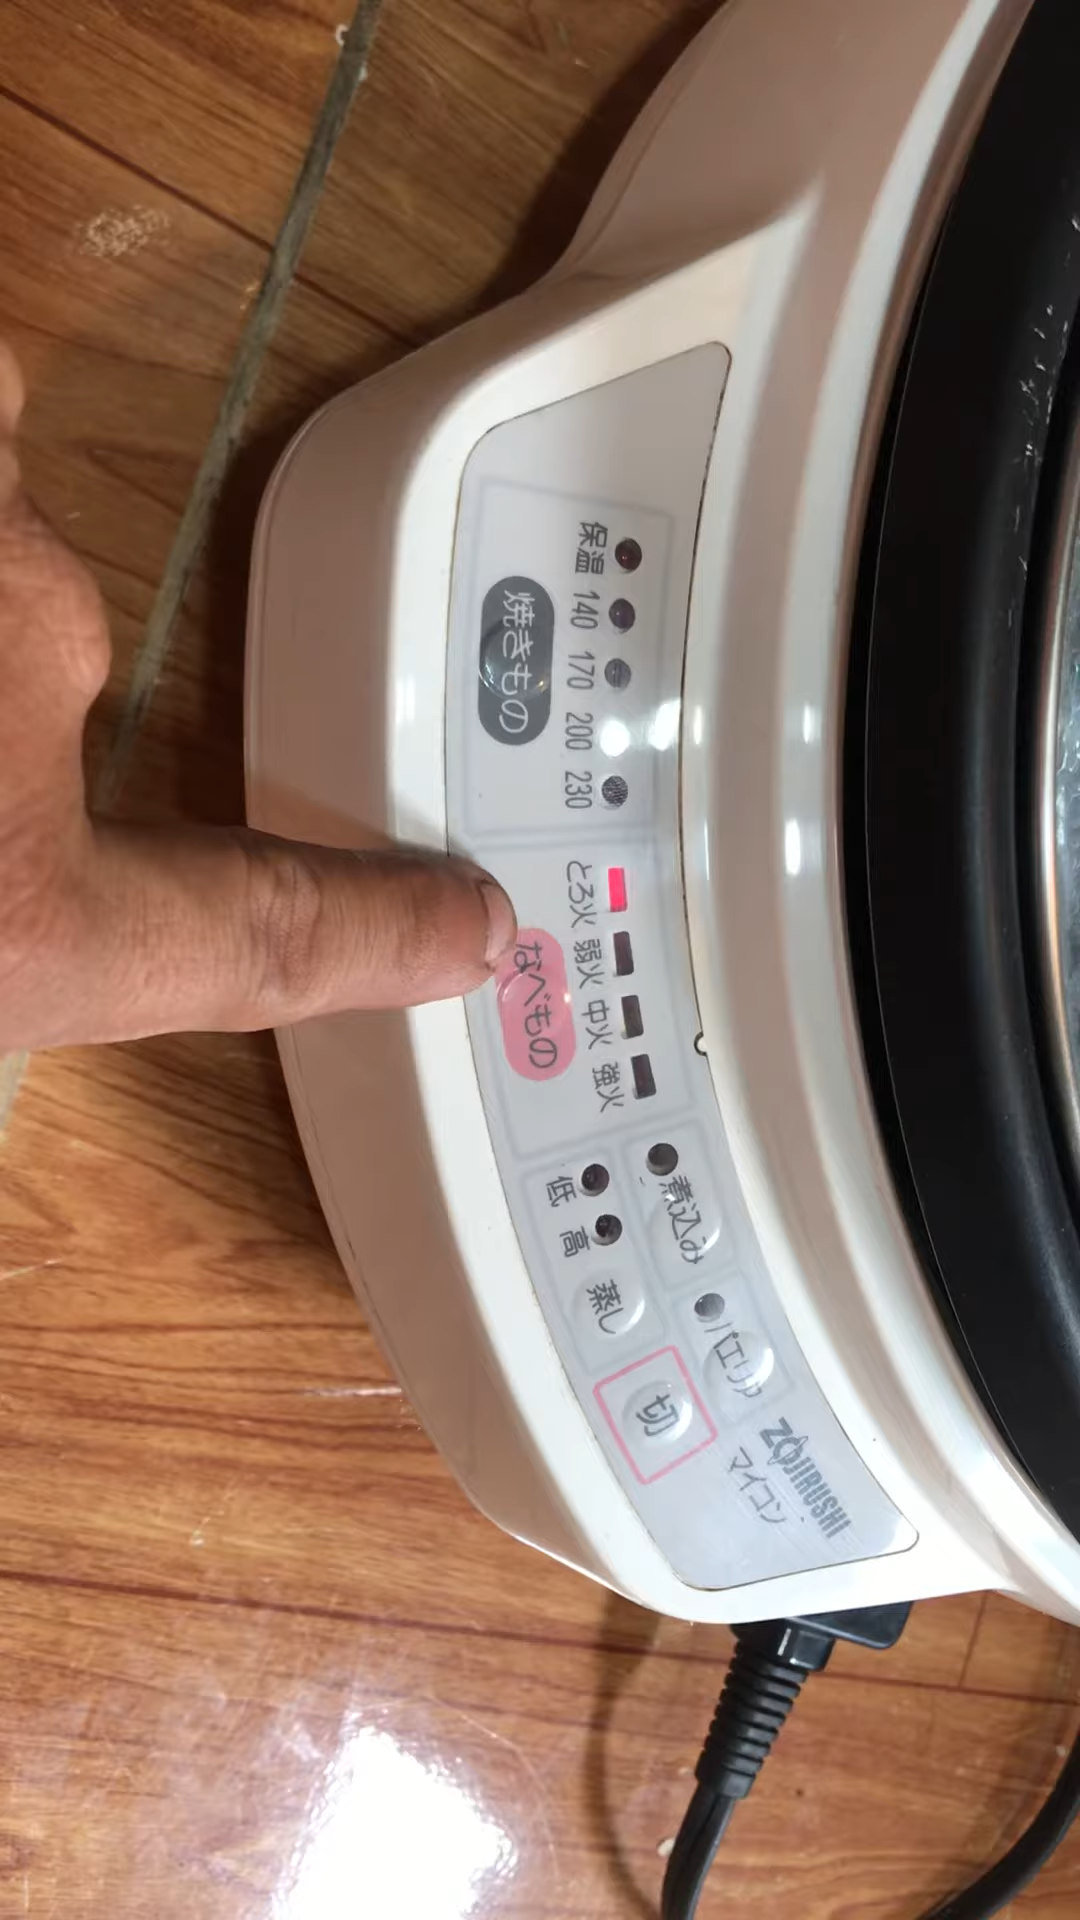 保温 140 170 200 230
焼きもの
とろ火 弱火 中火 強火
なべもの
煮込み
低 高 蒸し
パエリア
切
ZOJIRUSHI
マイコン